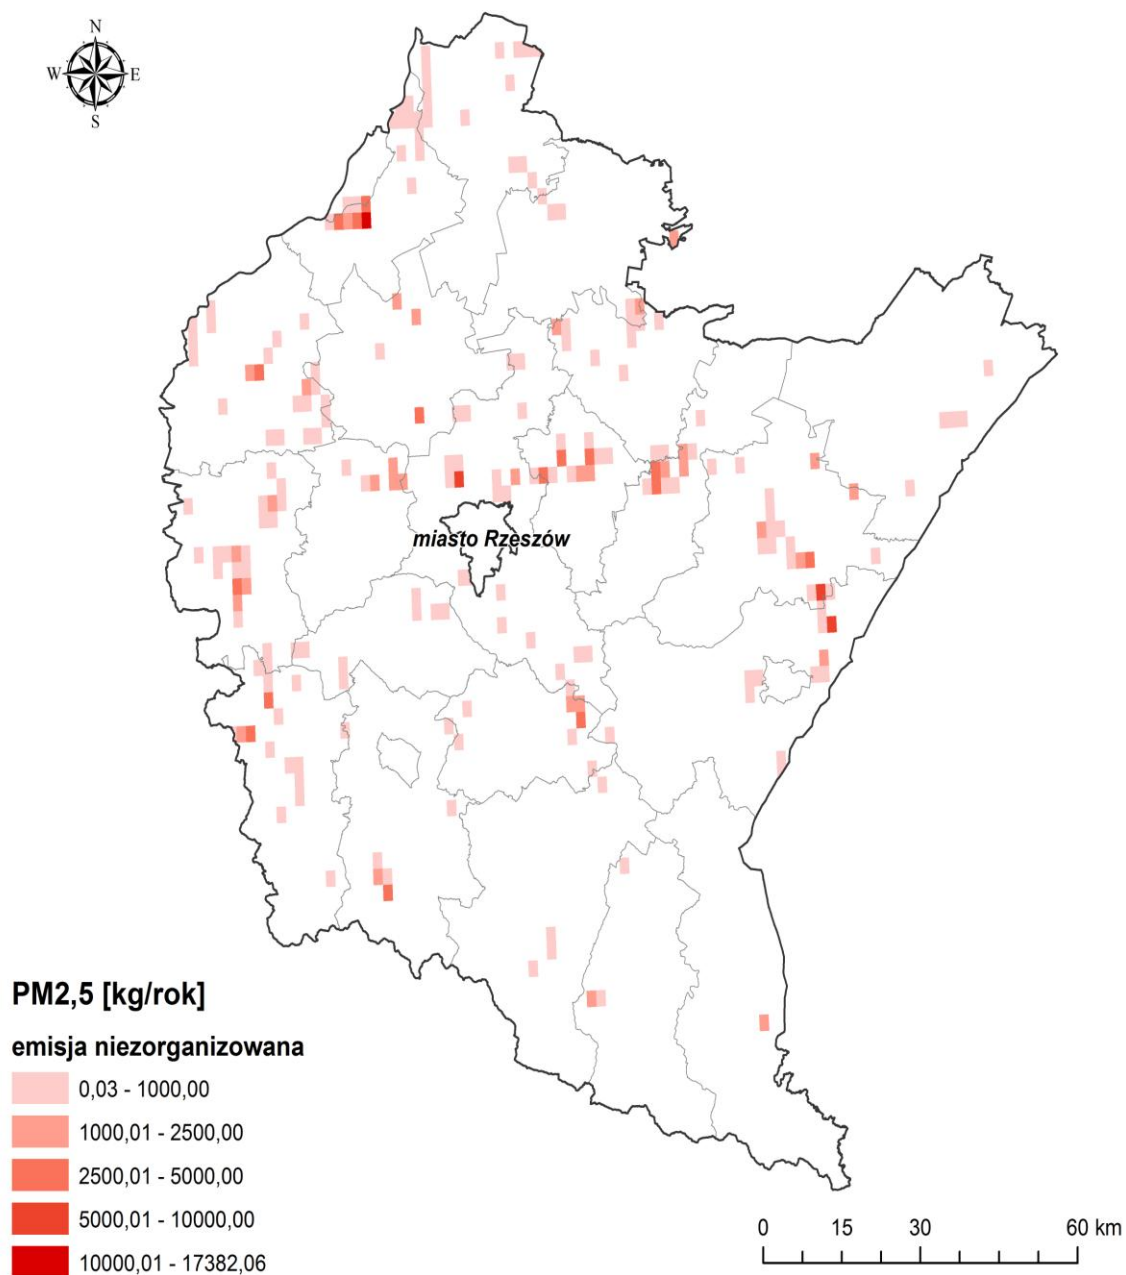 N
W E
S
miasto Rzeszów
PM2,5 [kg/rok]
emisja niezorganizowana
0,03 - 1000,00
1000,01 - 2500,00
2500,01 - 5000,00
5000,01 - 10000,00
10000,01 - 17382,06
0 15 30 60 km